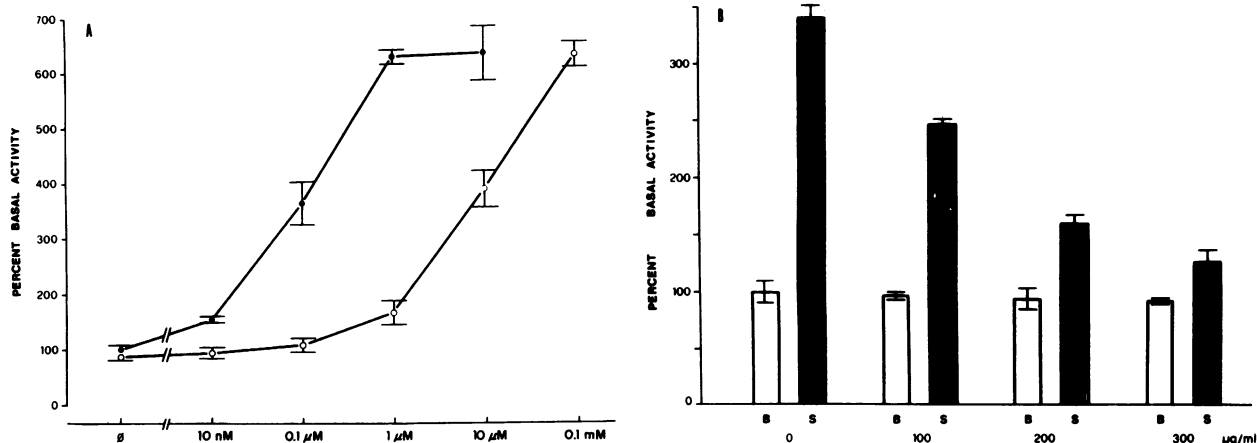 A
700
600
500
400
300
200
100
0
PERCENT BASAL ACTIVITY
ø
10 nM
0.1 µM
1 µM
10 µM
0.1 mM
B
300
200
100
0
PERCENT BASAL ACTIVITY
B S B S B S B S
0 100 200 300 µg/ml